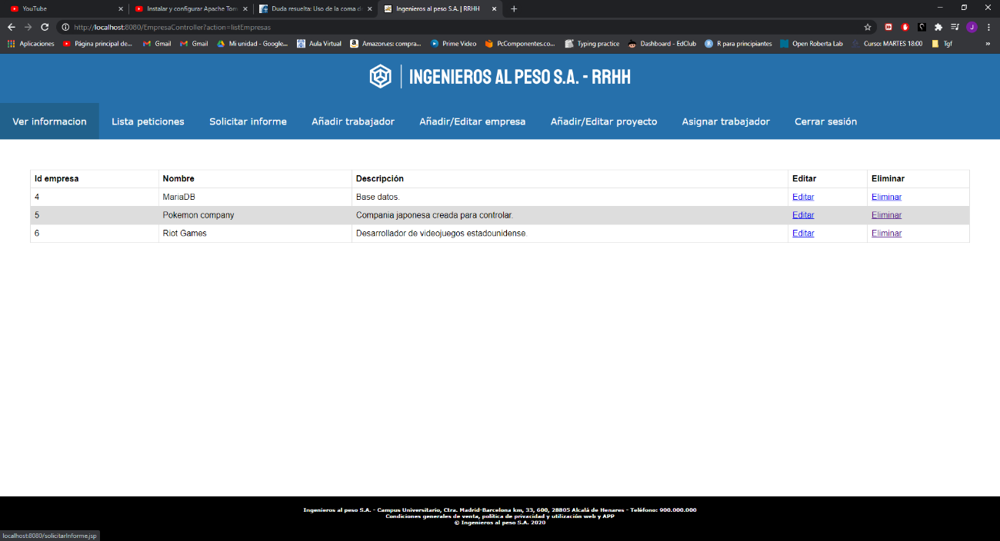 YouTube
Instalar y configurar Apache Tom
Duda resuelta: Uso de la coma d
Ingenieros al peso S.A. | RRHH
http://localhost:8080/EmpresaController?action=listEmpresas
J
Aplicaciones
Página principal de...
Gmail
Gmail
Mi unidad - Google...
Aula Virtual
Amazon.es: compra...
Prime Video
PcComponentes.co...
Typing practice
Dashboard - EdClub
R para principiantes
Open Roberta Lab
Curso: MARTES 18:00
Tgf
»
INGENIEROS AL PESO S.A. - RRHH
Ver informacion
Lista peticiones
Solicitar informe
Añadir trabajador
Añadir/Editar empresa
Añadir/Editar proyecto
Asignar trabajador
Cerrar sesión
Id empresa Nombre Descripción Editar Eliminar
4 MariaDB Base datos. Editar Eliminar
5 Pokemon company Compania japonesa creada para controlar. Editar Eliminar
6 Riot Games Desarrollador de videojuegos estadounidense. Editar Eliminar
Ingenieros al peso S.A. - Campus Universitario, Ctra. Madrid-Barcelona km, 33, 600, 28805 Alcalá de Henares - Teléfono: 900.000.000
Condiciones generales de venta, política de privacidad y utilización web y APP
© Ingenieros al peso S.A. 2020
localhost:8080/solicitarInforme.jsp